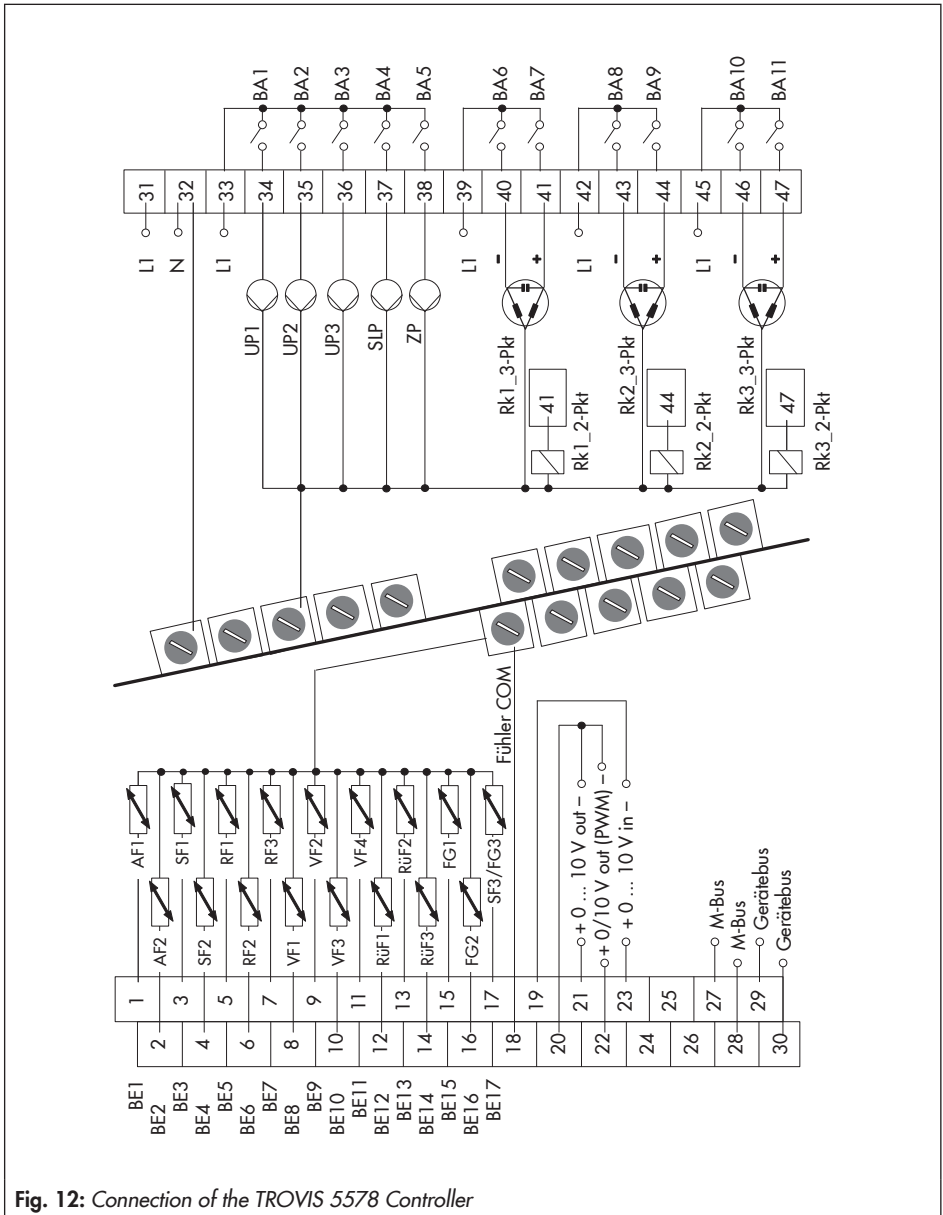 BA1
BA2
BA3
BA4
BA5
BA6
BA7
BA8
BA9
BA10
BA11
31
32
33
34
35
36
37
38
39
40
41
42
43
44
45
46
47
L1
N
L1
L1
–
+
L1
–
+
L1
–
+
UP1
UP2
UP3
SLP
ZP
Rk1_3-Pkt
Rk2_3-Pkt
Rk3_3-Pkt
41
44
47
Rk1_2-Pkt
Rk2_2-Pkt
Rk3_2-Pkt
Fühler COM
AF1
SF1
RF1
RF3
VF2
VF4
RüF2
FG1
SF3/FG3
AF2
SF2
RF2
VF1
VF3
RüF1
RüF3
FG2
+ 0 ... 10 V out –
+ 0/10 V out (PWM) –
+ 0 ... 10 V in –
M-Bus
M-Bus
Gerätebus
Gerätebus
1
3
5
7
9
11
13
15
17
19
21
23
25
27
29
2
4
6
8
10
12
14
16
18
20
22
24
26
28
30
BE1
BE2
BE3
BE4
BE5
BE6
BE7
BE8
BE9
BE10
BE11
BE12
BE13
BE14
BE15
BE16
BE17
Fig. 12: Connection of the TROVIS 5578 Controller